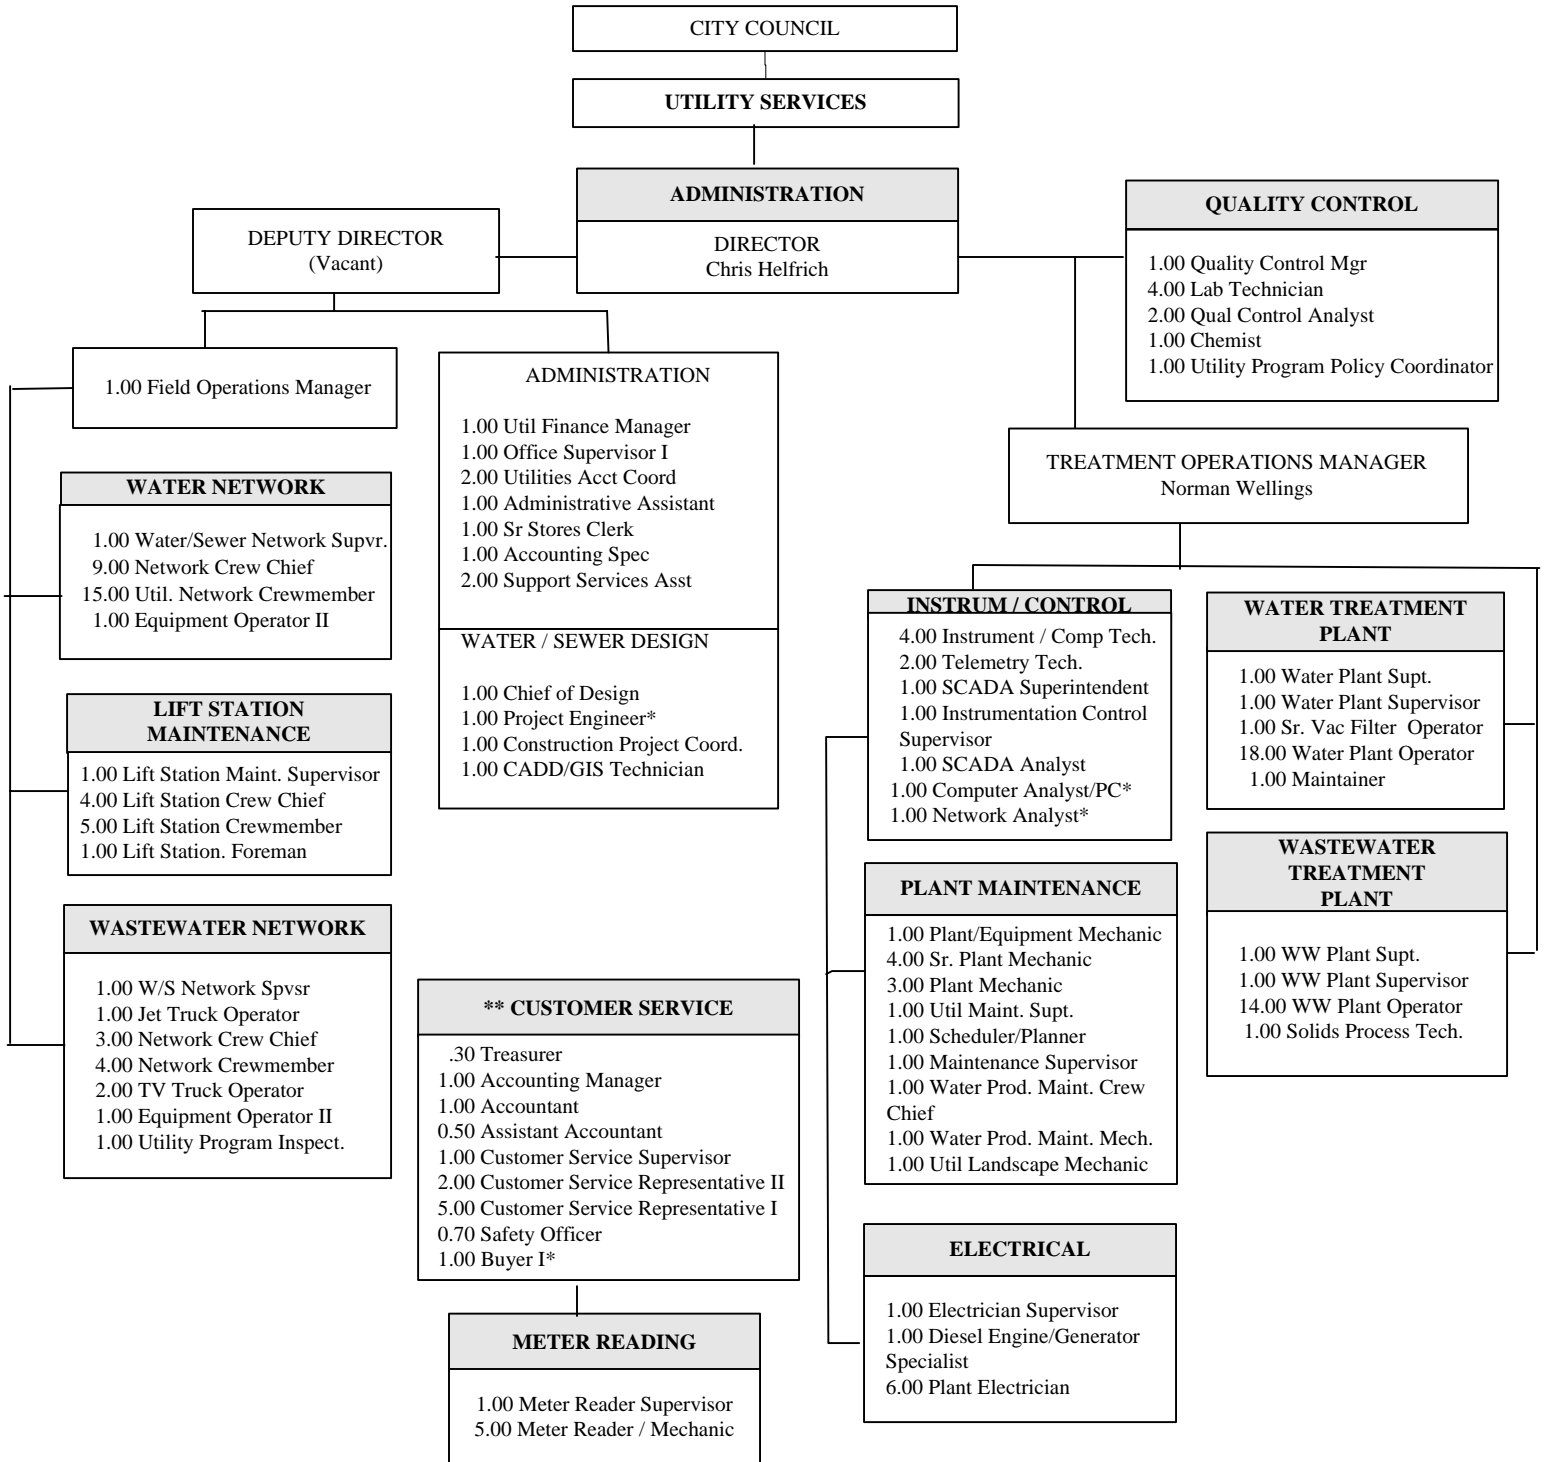 CITY COUNCIL
UTILITY SERVICES
ADMINISTRATION
DIRECTOR
Chris Helfrich
DEPUTY DIRECTOR
(Vacant)
QUALITY CONTROL
1.00 Quality Control Mgr
4.00 Lab Technician
2.00 Qual Control Analyst
1.00 Chemist
1.00 Utility Program Policy Coordinator
1.00 Field Operations Manager
ADMINISTRATION
1.00 Util Finance Manager
1.00 Office Supervisor I
2.00 Utilities Acct Coord
1.00 Administrative Assistant
1.00 Sr Stores Clerk
1.00 Accounting Spec
2.00 Support Services Asst
WATER / SEWER DESIGN
1.00 Chief of Design
1.00 Project Engineer*
1.00 Construction Project Coord.
1.00 CADD/GIS Technician
TREATMENT OPERATIONS MANAGER
Norman Wellings
WATER NETWORK
1.00 Water/Sewer Network Supvr.
9.00 Network Crew Chief
15.00 Util. Network Crewmember
1.00 Equipment Operator II
LIFT STATION
MAINTENANCE
1.00 Lift Station Maint. Supervisor
4.00 Lift Station Crew Chief
5.00 Lift Station Crewmember
1.00 Lift Station. Foreman
WASTEWATER NETWORK
1.00 W/S Network Spvsr
1.00 Jet Truck Operator
3.00 Network Crew Chief
4.00 Network Crewmember
2.00 TV Truck Operator
1.00 Equipment Operator II
1.00 Utility Program Inspect.
** CUSTOMER SERVICE
.30 Treasurer
1.00 Accounting Manager
1.00 Accountant
0.50 Assistant Accountant
1.00 Customer Service Supervisor
2.00 Customer Service Representative II
5.00 Customer Service Representative I
0.70 Safety Officer
1.00 Buyer I*
METER READING
1.00 Meter Reader Supervisor
5.00 Meter Reader / Mechanic
INSTRUM / CONTROL
4.00 Instrument / Comp Tech.
2.00 Telemetry Tech.
1.00 SCADA Superintendent
1.00 Instrumentation Control
Supervisor
1.00 SCADA Analyst
1.00 Computer Analyst/PC*
1.00 Network Analyst*
PLANT MAINTENANCE
1.00 Plant/Equipment Mechanic
4.00 Sr. Plant Mechanic
3.00 Plant Mechanic
1.00 Util Maint. Supt.
1.00 Scheduler/Planner
1.00 Maintenance Supervisor
1.00 Water Prod. Maint. Crew
Chief
1.00 Water Prod. Maint. Mech.
1.00 Util Landscape Mechanic
ELECTRICAL
1.00 Electrician Supervisor
1.00 Diesel Engine/Generator
Specialist
6.00 Plant Electrician
WATER TREATMENT
PLANT
1.00 Water Plant Supt.
1.00 Water Plant Supervisor
1.00 Sr. Vac Filter Operator
18.00 Water Plant Operator
1.00 Maintainer
WASTEWATER
TREATMENT
PLANT
1.00 WW Plant Supt.
1.00 WW Plant Supervisor
14.00 WW Plant Operator
1.00 Solids Process Tech.